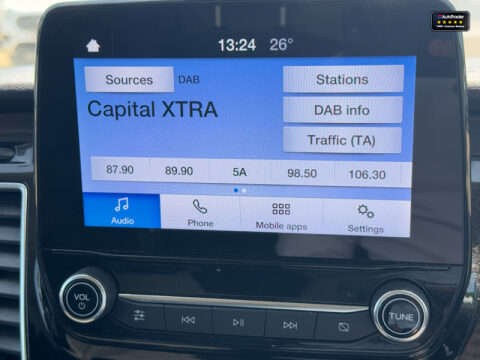 AutoTrader
13:24 26°
Sources DAB Stations
Capital XTRA
DAB info
Traffic (TA)
87.90 89.90 5A 98.50 106.30
Audio Phone Mobile apps Settings
VOL TUNE